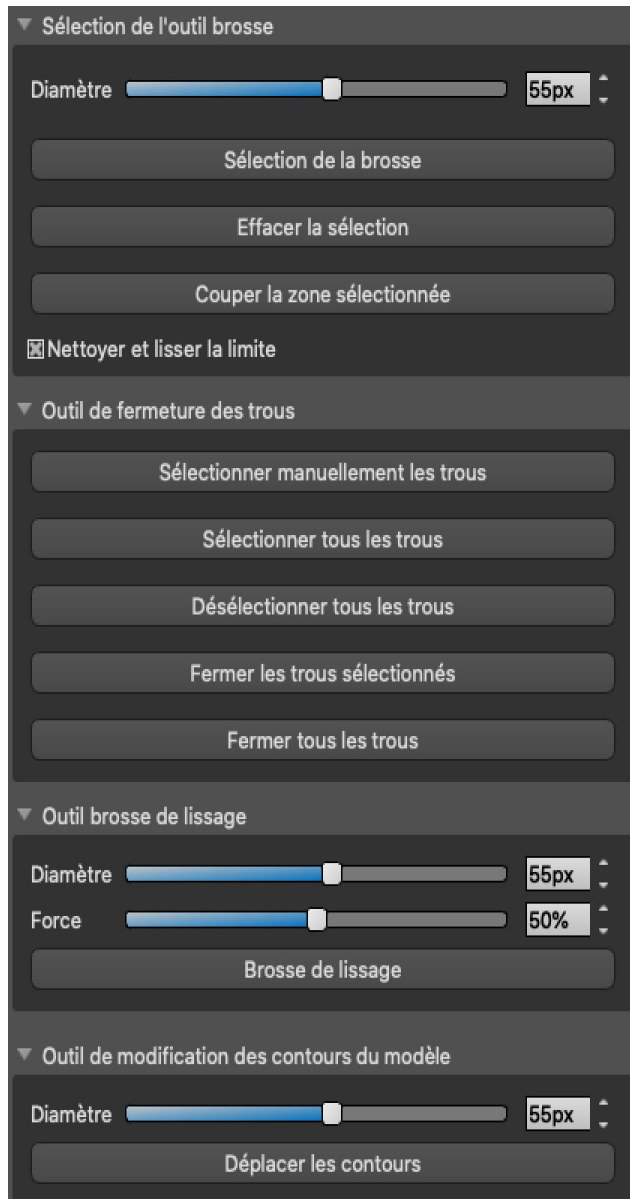 Sélection de l'outil brosse
Diamètre 55px
Sélection de la brosse
Effacer la sélection
Couper la zone sélectionnée
Nettoyer et lisser la limite
Outil de fermeture des trous
Sélectionner manuellement les trous
Sélectionner tous les trous
Désélectionner tous les trous
Fermer les trous sélectionnés
Fermer tous les trous
Outil brosse de lissage
Diamètre 55px
Force 50%
Brosse de lissage
Outil de modification des contours du modèle
Diamètre 55px
Déplacer les contours